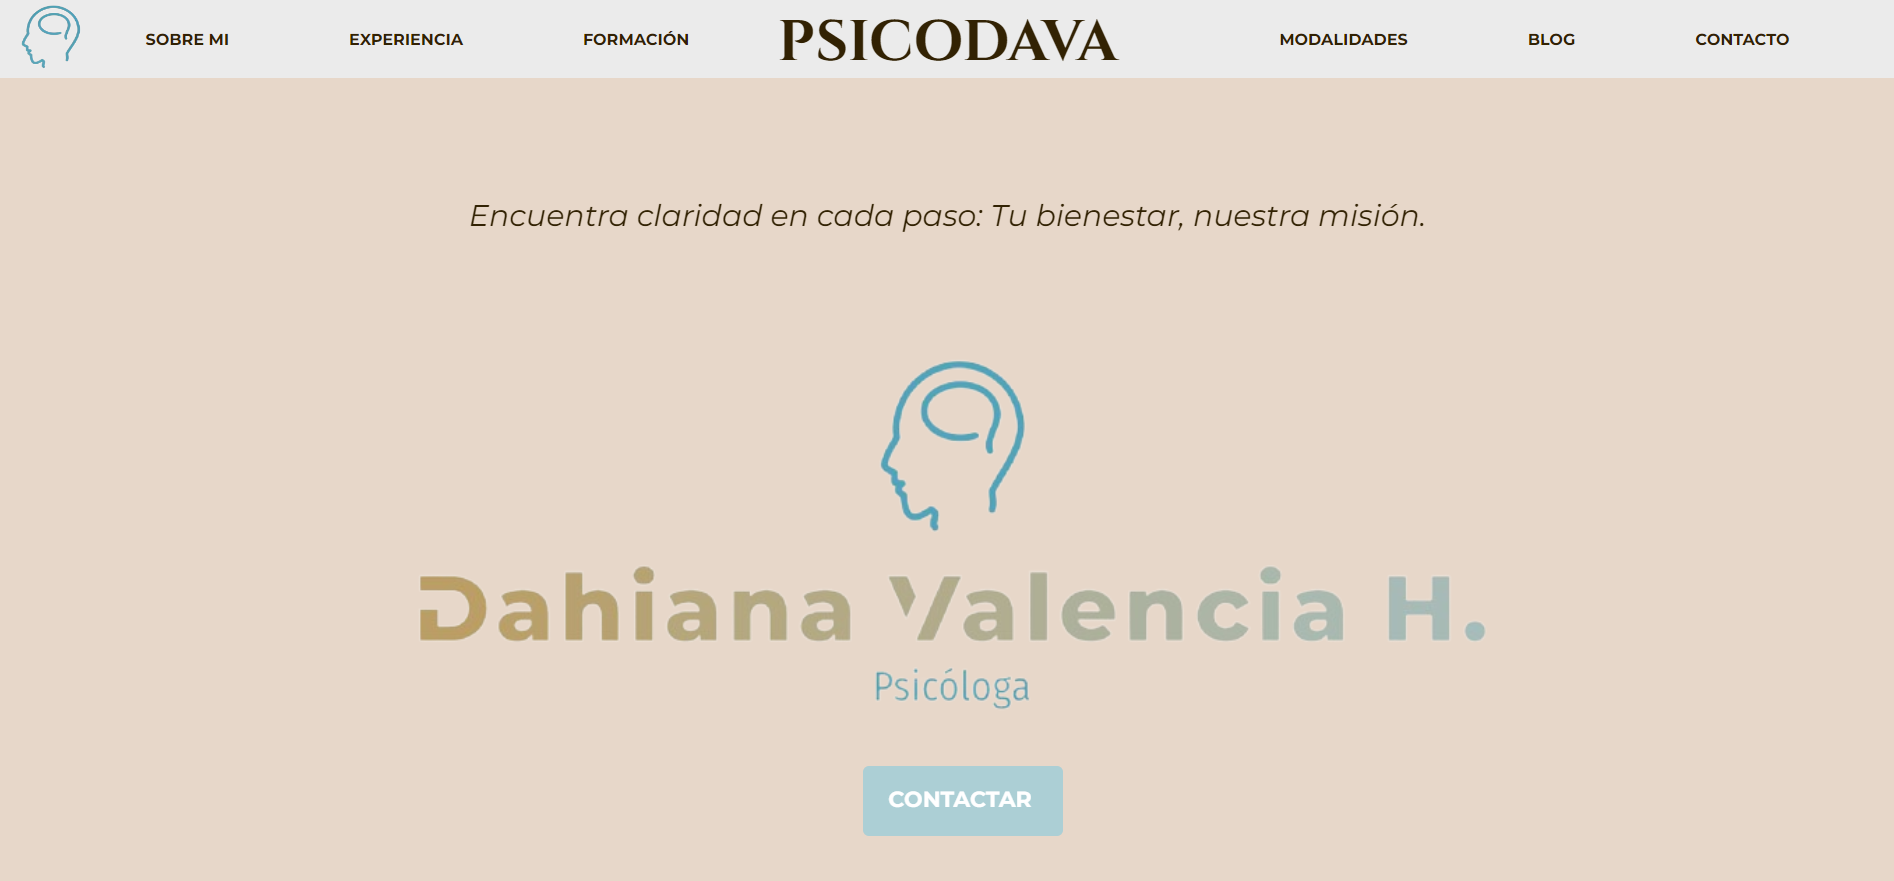 SOBRE MI
EXPERIENCIA
FORMACIÓN
PSICODAVA
MODALIDADES
BLOG
CONTACTO
Encuentra claridad en cada paso: Tu bienestar, nuestra misión.
Dahiana Valencia H.
Psicóloga
CONTACTAR